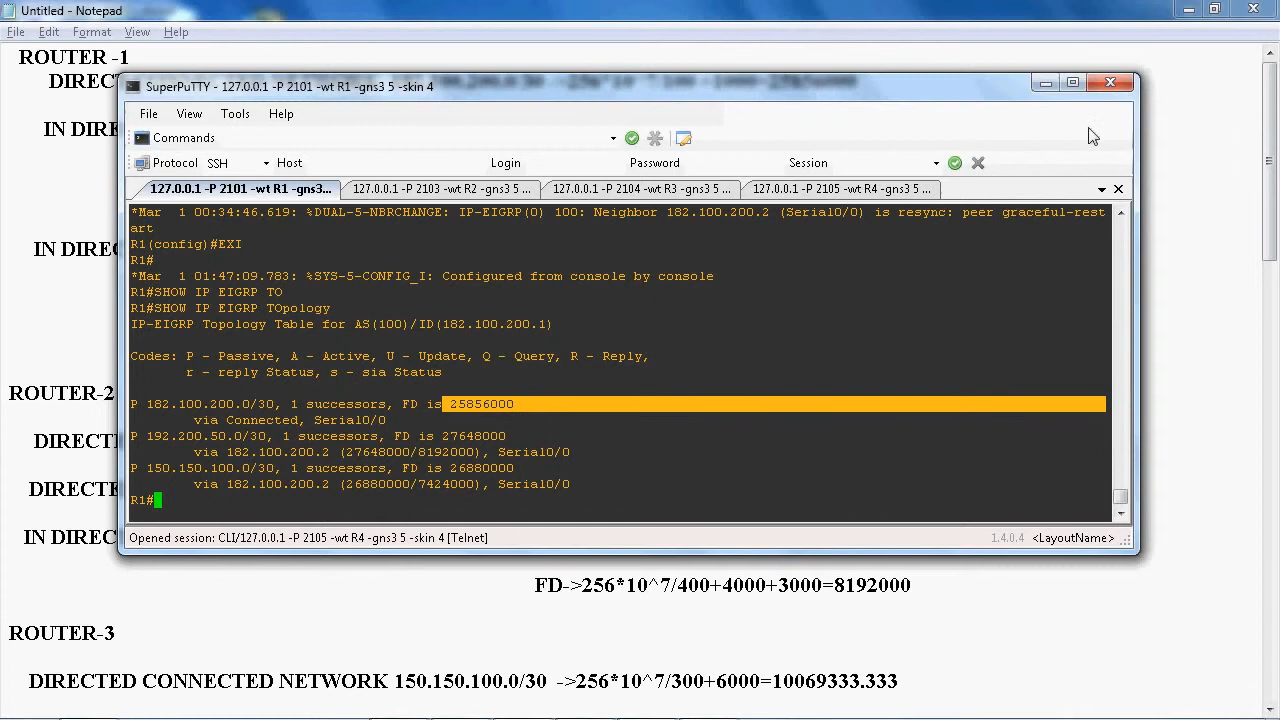 Untitled - Notepad
File Edit Format View Help
ROUTER -1
DIREC
IN DIRE
IN DIREC
ROUTER-2
DIRECTE
DIRECTE
IN DIREC
SuperPuTTY - 127.0.0.1 -P 2101 -wt R1 -gns3 5 -skin 4
File View Tools Help
Commands
Protocol SSH Host Login Password Session
127.0.0.1 -P 2101 -wt R1 -gns3... 127.0.0.1 -P 2103 -wt R2 -gns3 5 ... 127.0.0.1 -P 2104 -wt R3 -gns3 5 ... 127.0.0.1 -P 2105 -wt R4 -gns3 5 ...
*Mar 1 00:34:46.619: %DUAL-5-NBRCHANGE: IP-EIGRP(0) 100: Neighbor 182.100.200.2 (Serial0/0) is resync: peer graceful-rest
art
R1(config)#EXI
R1#
*Mar 1 01:47:09.783: %SYS-5-CONFIG_I: Configured from console by console
R1#SHOW IP EIGRP TO
R1#SHOW IP EIGRP TOpology
IP-EIGRP Topology Table for AS(100)/ID(182.100.200.1)
Codes: P - Passive, A - Active, U - Update, Q - Query, R - Reply,
r - reply Status, s - sia Status
P 182.100.200.0/30, 1 successors, FD is 25856000
via Connected, Serial0/0
P 192.200.50.0/30, 1 successors, FD is 27648000
via 182.100.200.2 (27648000/8192000), Serial0/0
P 150.150.100.0/30, 1 successors, FD is 26880000
via 182.100.200.2 (26880000/7424000), Serial0/0
R1#
Opened session: CLI/127.0.0.1 -P 2105 -wt R4 -gns3 5 -skin 4 [Telnet] 1.4.0.4 <LayoutName>
FD->256*10^7/400+4000+3000=8192000
ROUTER-3
DIRECTED CONNECTED NETWORK 150.150.100.0/30 ->256*10^7/300+6000=10069333.333